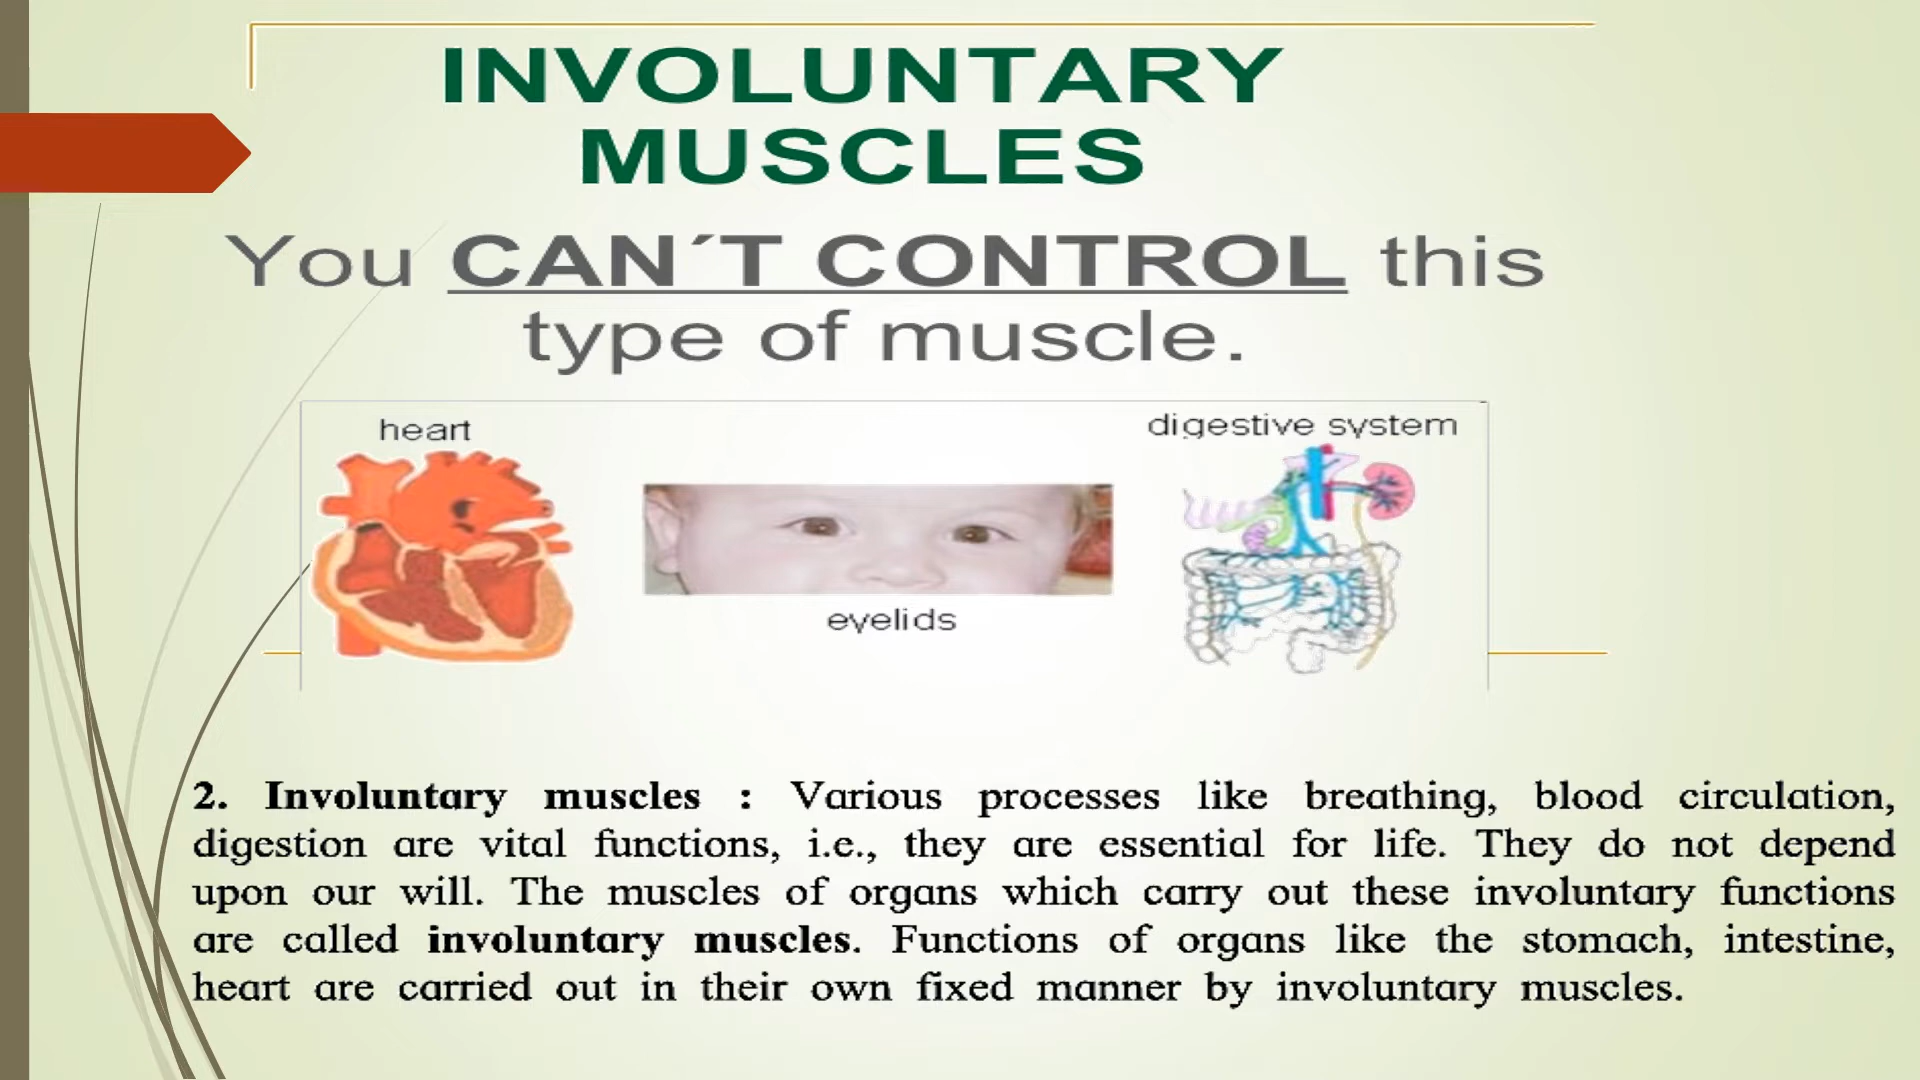 INVOLUNTARY
MUSCLES
You CAN´T CONTROL this
type of muscle.
heart
digestive system
eyelids
2. Involuntary muscles : Various processes like breathing, blood circulation,
digestion are vital functions, i.e., they are essential for life. They do not depend
upon our will. The muscles of organs which carry out these involuntary functions
are called involuntary muscles. Functions of organs like the stomach, intestine,
heart are carried out in their own fixed manner by involuntary muscles.